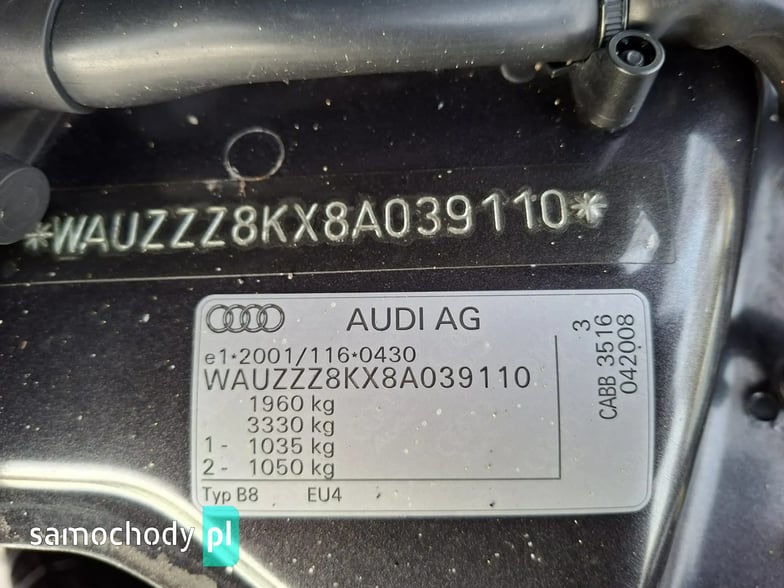 *WAUZZZ8KX8A039110*
AUDI AG
e1*2001/116*0430
WAUZZZ8KX8A039110
1960 kg
3330 kg
1- 1035 kg
2- 1050 kg
Typ B8 EU4
3
CABB 3516
042008
samochody pl